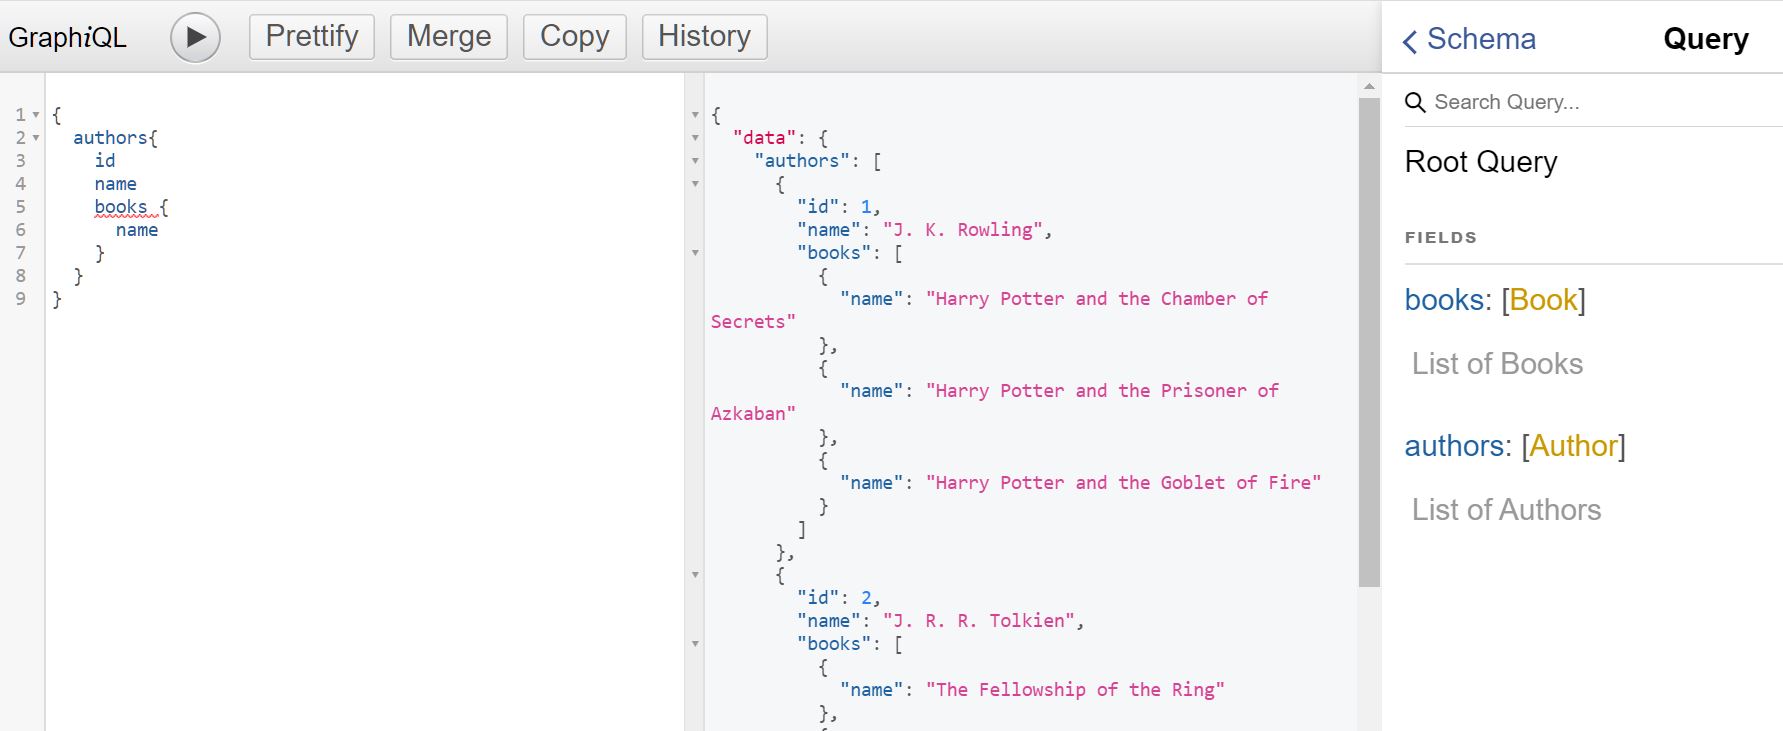 GraphiQL
Prettify Merge Copy History
1 {
2 authors{
3 id
4 name
5 books {
6 name
7 }
8 }
9 }
{
"data": {
"authors": [
{
"id": 1,
"name": "J. K. Rowling",
"books": [
{
"name": "Harry Potter and the Chamber of
Secrets"
},
{
"name": "Harry Potter and the Prisoner of
Azkaban"
},
{
"name": "Harry Potter and the Goblet of Fire"
}
]
},
{
"id": 2,
"name": "J. R. R. Tolkien",
"books": [
{
"name": "The Fellowship of the Ring"
},
Schema Query
Search Query...
Root Query
FIELDS
books: [Book]
List of Books
authors: [Author]
List of Authors